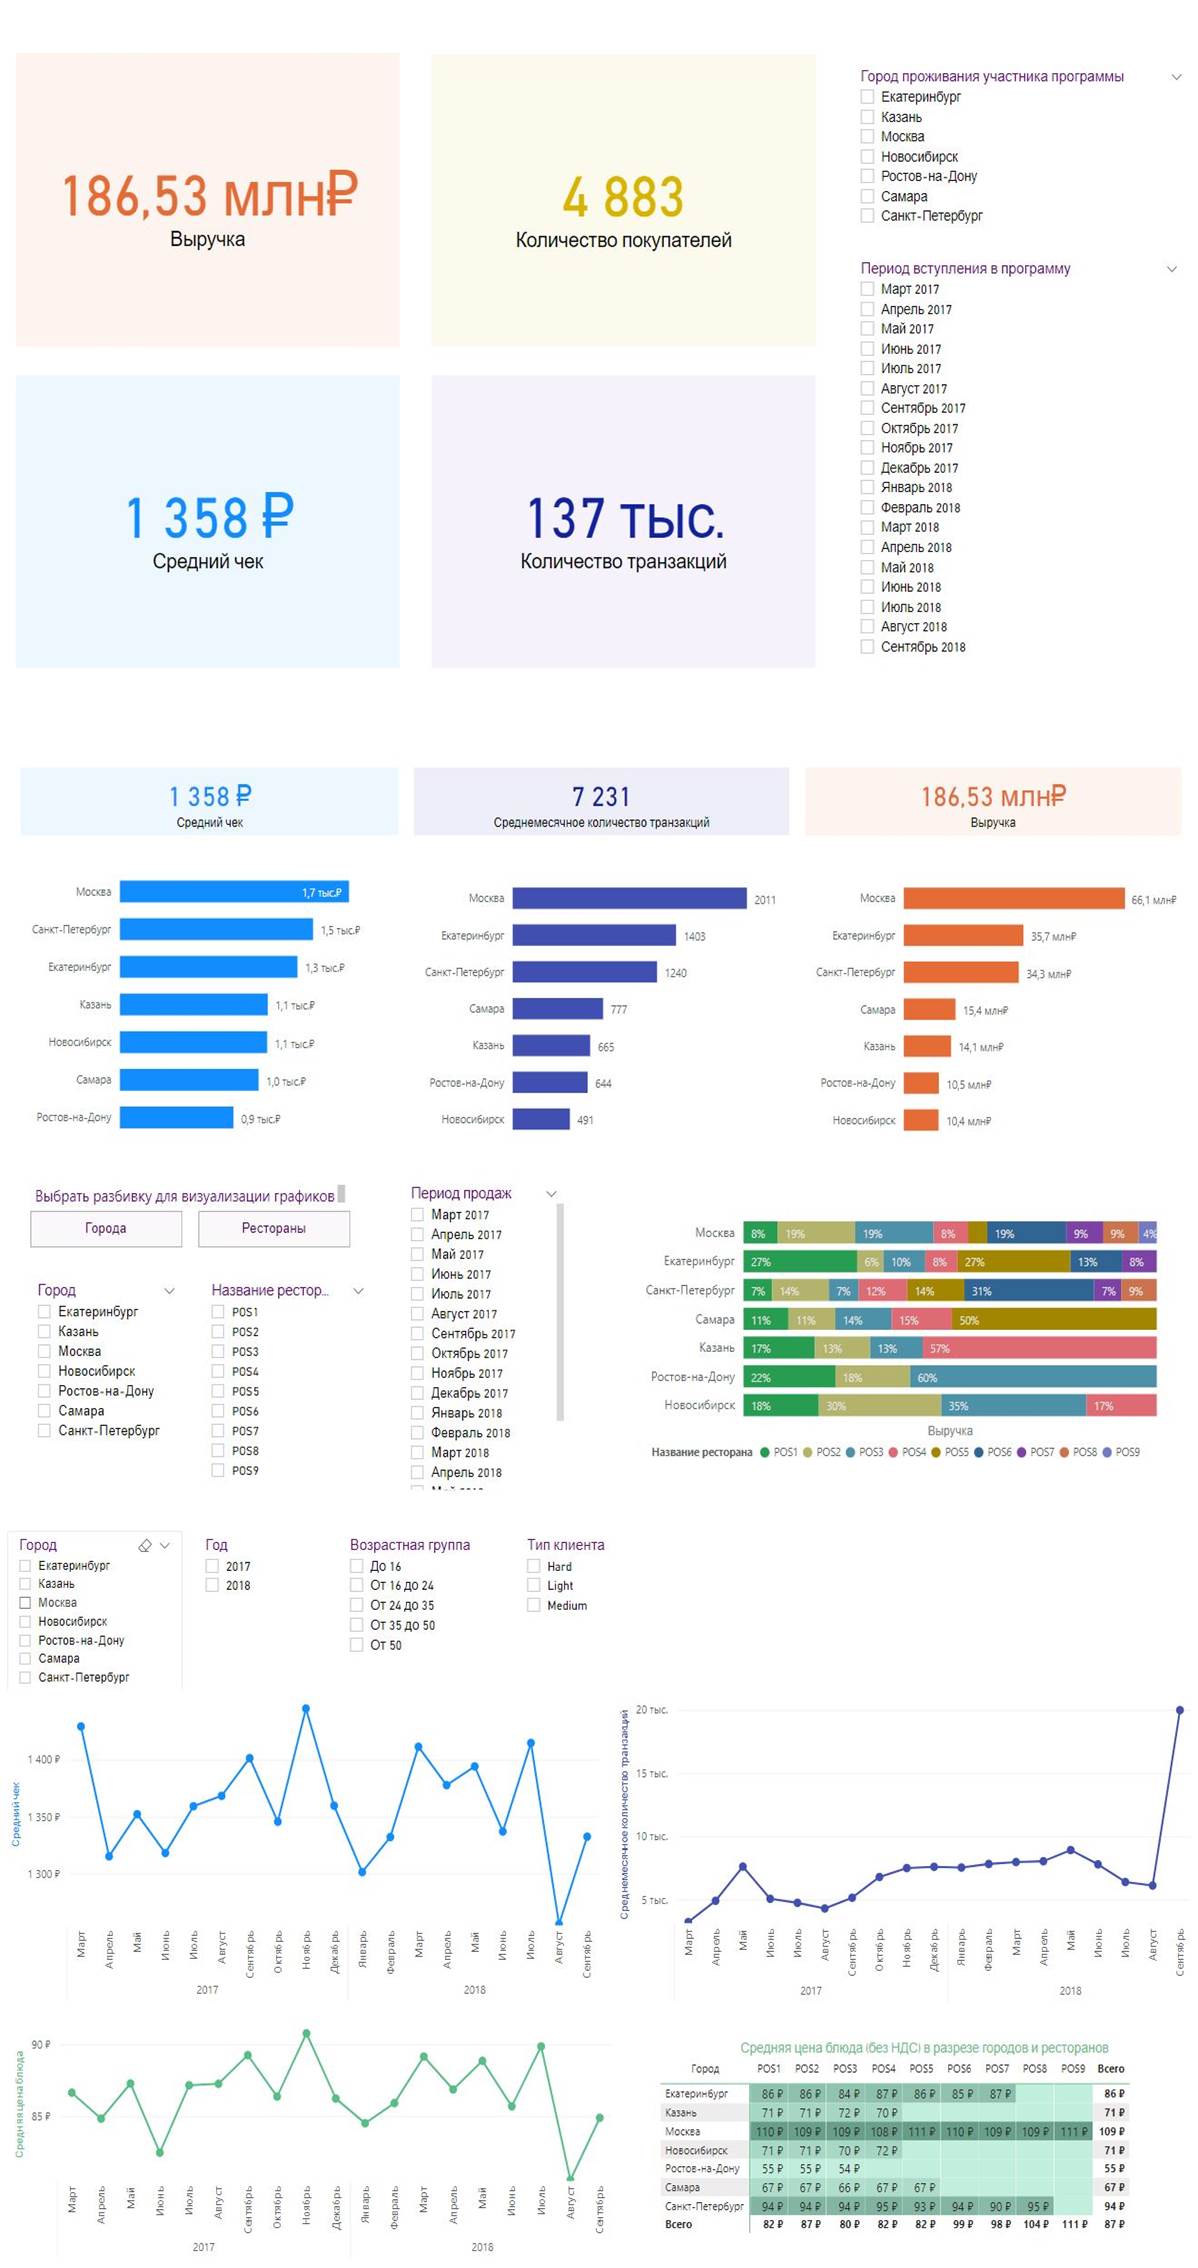 186,53 млн₽
Выручка
4 883
Количество покупателей
1 358 ₽
Средний чек
137 тыс.
Количество транзакций
Город проживания участника программы
Екатеринбург
Казань
Москва
Новосибирск
Ростов-на-Дону
Самара
Санкт-Петербург
Период вступления в программу
Март 2017
Апрель 2017
Май 2017
Июнь 2017
Июль 2017
Август 2017
Сентябрь 2017
Октябрь 2017
Ноябрь 2017
Декабрь 2017
Январь 2018
Февраль 2018
Март 2018
Апрель 2018
Май 2018
Июнь 2018
Июль 2018
Август 2018
Сентябрь 2018
1 358 ₽
Средний чек
7 231
Среднемесячное количество транзакций
186,53 млн₽
Выручка
Москва 1,7 тыс.₽
Санкт-Петербург 1,5 тыс.₽
Екатеринбург 1,3 тыс.₽
Казань 1,1 тыс.₽
Новосибирск 1,1 тыс.₽
Самара 1,0 тыс.₽
Ростов-на-Дону 0,9 тыс.₽
Москва 2011
Екатеринбург 1403
Санкт-Петербург 1240
Самара 777
Казань 665
Ростов-на-Дону 644
Новосибирск 491
Москва 66,1 млн₽
Екатеринбург 35,7 млн₽
Санкт-Петербург 34,3 млн₽
Самара 15,4 млн₽
Казань 14,1 млн₽
Ростов-на-Дону 10,5 млн₽
Новосибирск 10,4 млн₽
Выбрать разбивку для визуализации графиков
Города
Рестораны
Город
Екатеринбург
Казань
Москва
Новосибирск
Ростов-на-Дону
Самара
Санкт-Петербург
Название рестор...
POS1
POS2
POS3
POS4
POS5
POS6
POS7
POS8
POS9
Период продаж
Март 2017
Апрель 2017
Май 2017
Июнь 2017
Июль 2017
Август 2017
Сентябрь 2017
Октябрь 2017
Ноябрь 2017
Декабрь 2017
Январь 2018
Февраль 2018
Март 2018
Апрель 2018
Москва 8% 19% 19% 8% 19% 9% 9% 4%
Екатеринбург 27% 6% 10% 8% 27% 13% 8%
Санкт-Петербург 7% 14% 7% 12% 14% 31% 7% 9%
Самара 11% 11% 14% 15% 50%
Казань 17% 13% 13% 57%
Ростов-на-Дону 22% 18% 60%
Новосибирск 18% 30% 35% 17%
Выручка
Название ресторана POS1 POS2 POS3 POS4 POS5 POS6 POS7 POS8 POS9
Город
Екатеринбург
Казань
Москва
Новосибирск
Ростов-на-Дону
Самара
Санкт-Петербург
Год
2017
2018
Возрастная группа
До 16
От 16 до 24
От 24 до 35
От 35 до 50
От 50
Тип клиента
Hard
Light
Medium
Средний чек
1 400 ₽
1 350 ₽
1 300 ₽
Март Апрель Май Июнь Июль Август Сентябрь Октябрь Ноябрь Декабрь Январь Февраль Март Апрель Май Июнь Июль Август Сентябрь
2017 2018
Среднемесячное количество транзакций
20 тыс.
15 тыс.
10 тыс.
5 тыс.
Март Апрель Май Июнь Июль Август Сентябрь Октябрь Ноябрь Декабрь Январь Февраль Март Апрель Май Июнь Июль Август Сентябрь
2017 2018
Средняя цена блюда
90 ₽
85 ₽
Март Апрель Май Июнь Июль Август Сентябрь Октябрь Ноябрь Декабрь Январь Февраль Март Апрель Май Июнь Июль Август Сентябрь
2017 2018
Средняя цена блюда (без НДС) в разрезе городов и ресторанов
Город POS1 POS2 POS3 POS4 POS5 POS6 POS7 POS8 POS9 Всего
Екатеринбург 86 ₽ 86 ₽ 84 ₽ 87 ₽ 86 ₽ 85 ₽ 87 ₽ 86 ₽
Казань 71 ₽ 71 ₽ 72 ₽ 70 ₽ 71 ₽
Москва 110 ₽ 109 ₽ 109 ₽ 108 ₽ 111 ₽ 110 ₽ 109 ₽ 109 ₽ 111 ₽ 109 ₽
Новосибирск 71 ₽ 71 ₽ 70 ₽ 72 ₽ 71 ₽
Ростов-на-Дону 55 ₽ 55 ₽ 54 ₽ 55 ₽
Самара 67 ₽ 67 ₽ 66 ₽ 67 ₽ 67 ₽ 67 ₽
Санкт-Петербург 94 ₽ 94 ₽ 94 ₽ 95 ₽ 93 ₽ 94 ₽ 90 ₽ 95 ₽ 94 ₽
Всего 82 ₽ 87 ₽ 80 ₽ 82 ₽ 82 ₽ 99 ₽ 98 ₽ 104 ₽ 111 ₽ 87 ₽